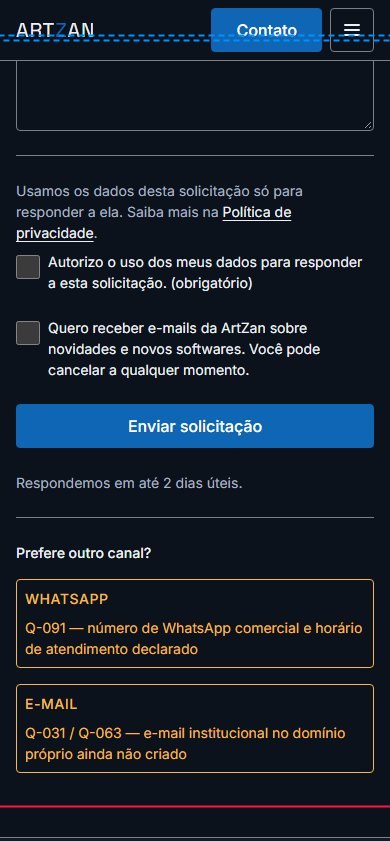 ARTZAN
Contato
Usamos os dados desta solicitação só para
responder a ela. Saiba mais na Política de
privacidade.
Autorizo o uso dos meus dados para responder
a esta solicitação. (obrigatório)
Quero receber e-mails da ArtZan sobre
novidades e novos softwares. Você pode
cancelar a qualquer momento.
Enviar solicitação
Respondemos em até 2 dias úteis.
Prefere outro canal?
WHATSAPP
Q-091 — número de WhatsApp comercial e horário
de atendimento declarado
E-MAIL
Q-031 / Q-063 — e-mail institucional no domínio
próprio ainda não criado